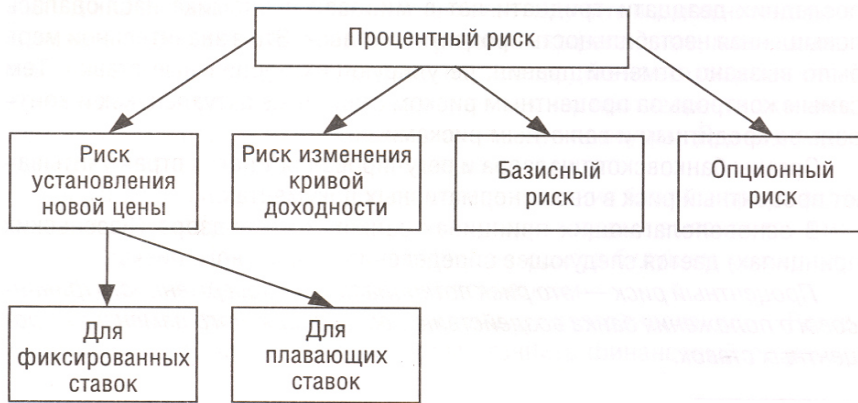 Процентный риск
Риск
установления
новой цены
Риск изменения
кривой
доходности
Базисный
риск
Опционный
риск
Для
фиксированных
ставок
Для
плавающих
ставок